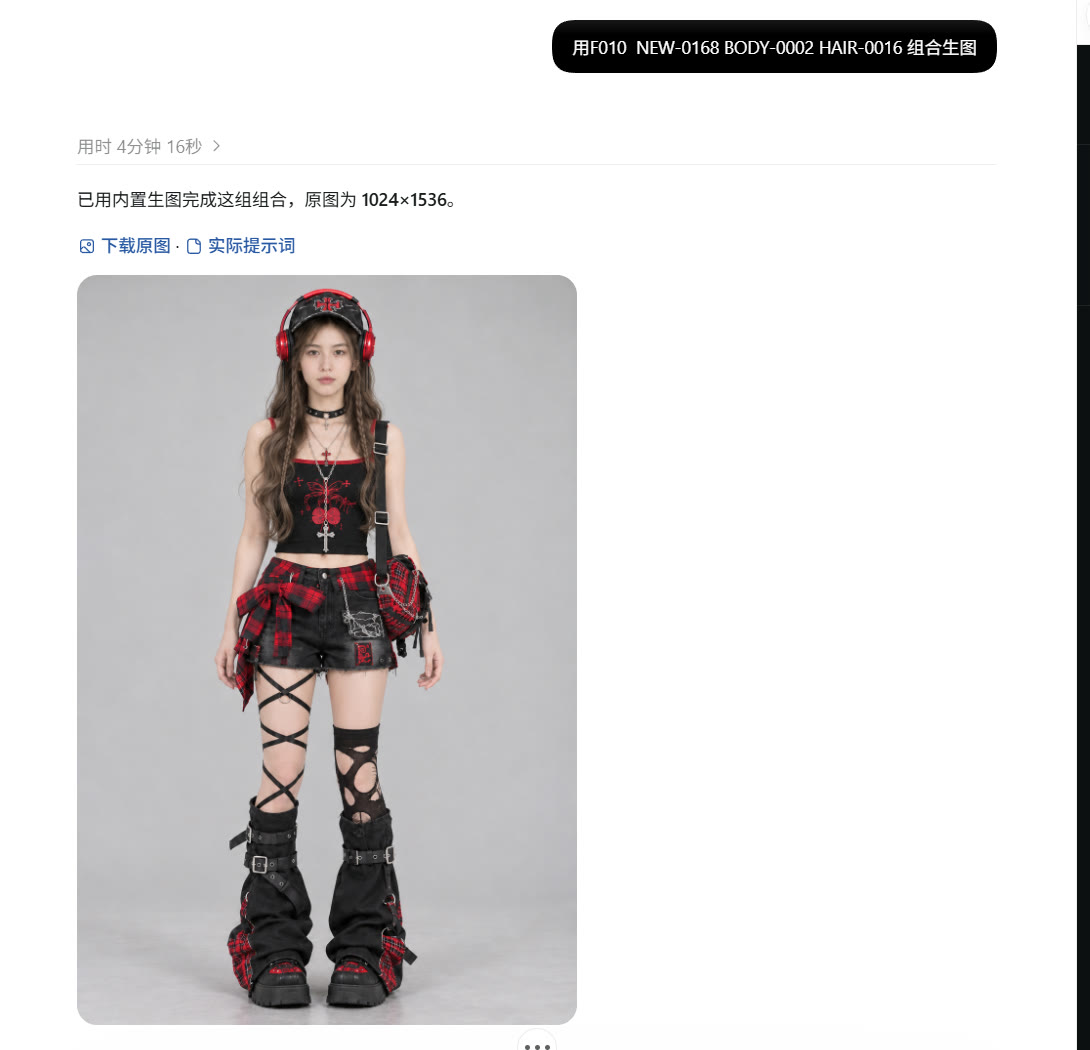 用F010  NEW-0168 BODY-0002 HAIR-0016 组合生图
用时 4分钟 16秒 >
已用内置生图完成这组组合，原图为 1024×1536。
下载原图 · 实际提示词